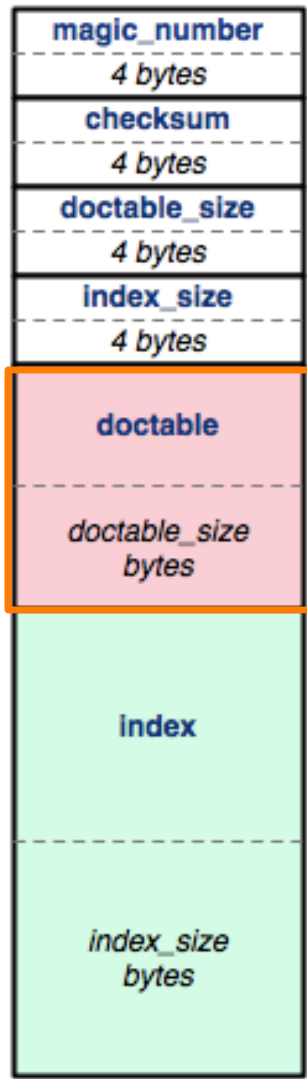 magic_number
4 bytes
checksum
4 bytes
doctable_size
4 bytes
index_size
4 bytes
doctable
doctable_size
bytes
index
index_size
bytes